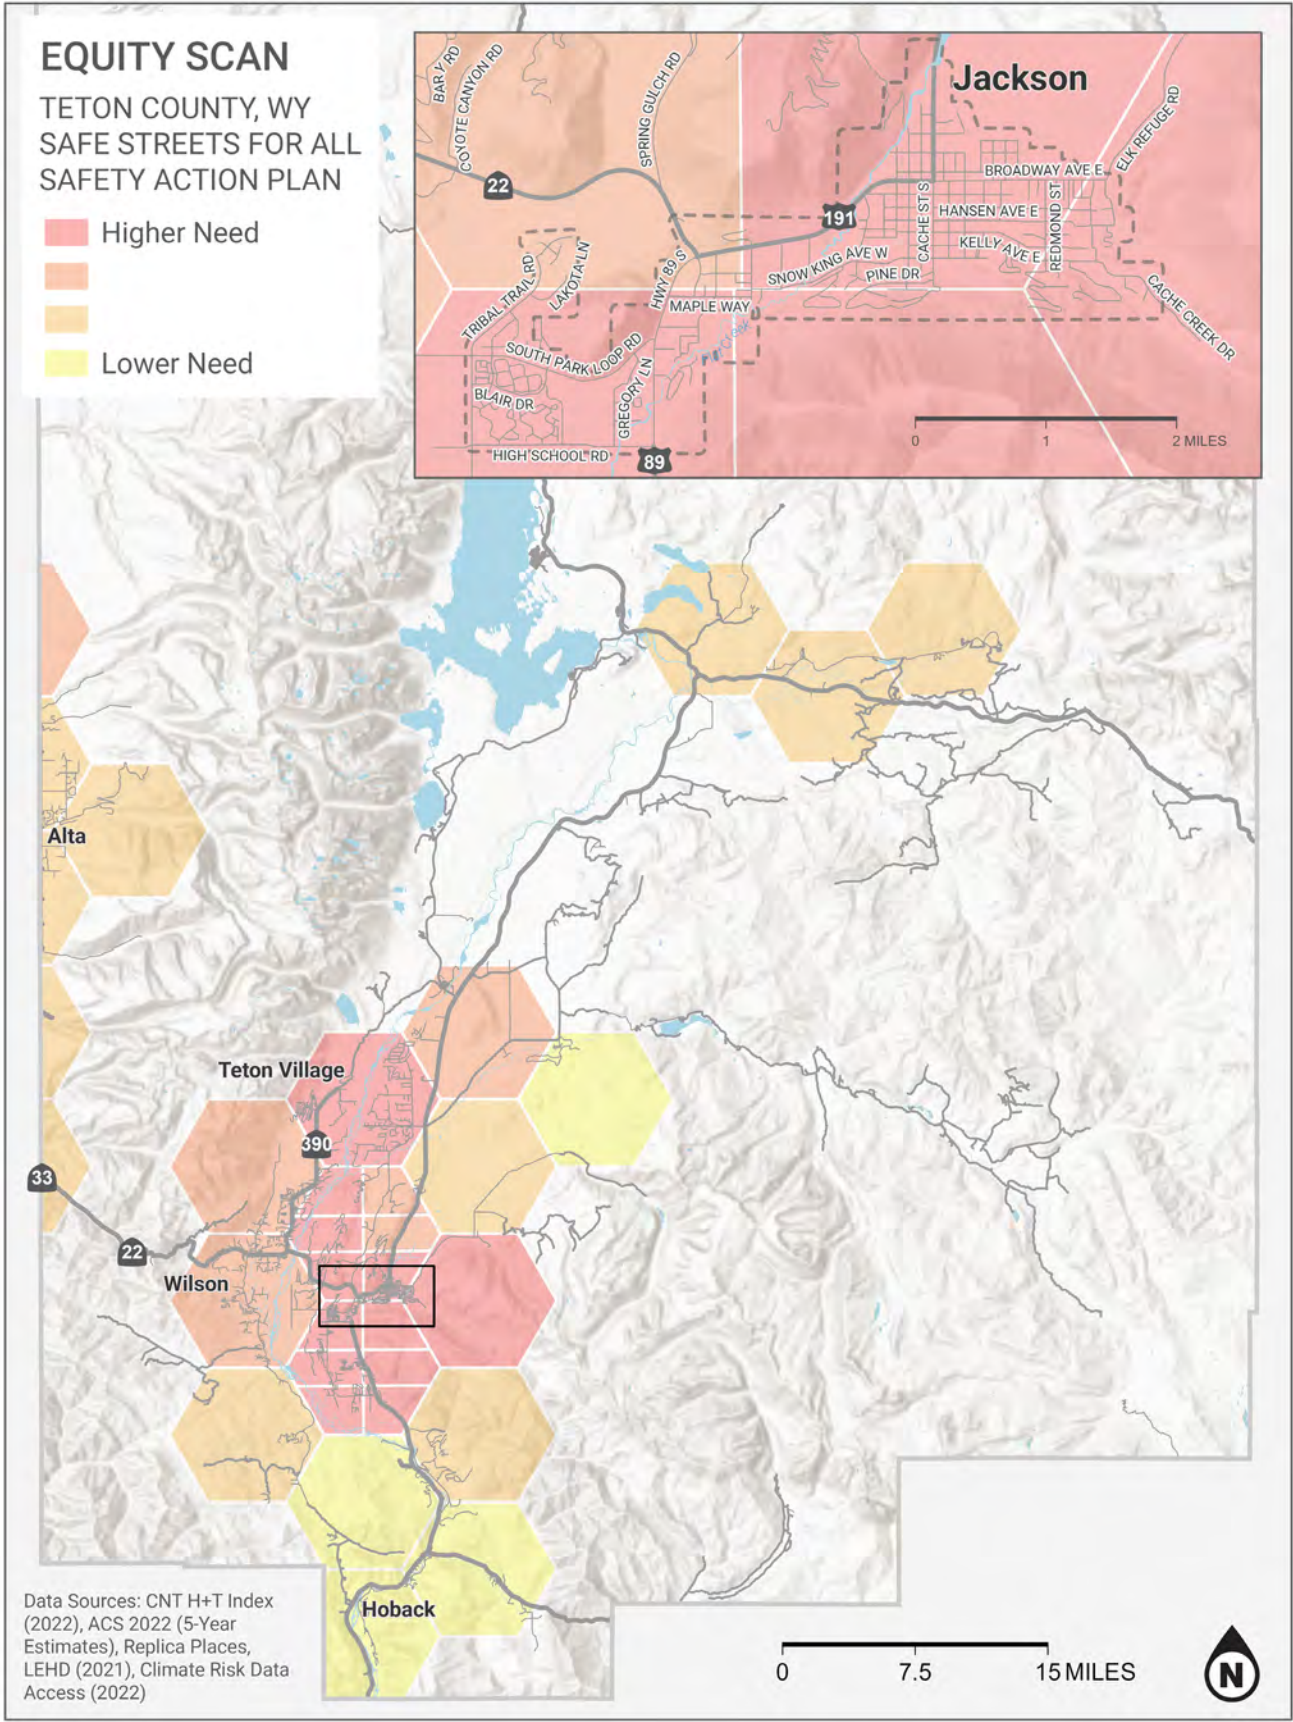 EQUITY SCAN
TETON COUNTY, WY
SAFE STREETS FOR ALL
SAFETY ACTION PLAN
Higher Need
Lower Need
Jackson
BAR Y RD
COYOTE CANYON RD
SPRING GULCH RD
ELK REFUGE RD
22
BROADWAY AVE E
191
CACHE ST S
HANSEN AVE E
REDMOND ST
KELLY AVE E
SNOW KING AVE W
PINE DR
HWY 89 S
TRIBAL TRAIL RD
LAKOTA LN
MAPLE WAY
CACHE CREEK DR
Flat Creek
SOUTH PARK LOOP RD
BLAIR DR
GREGORY LN
HIGH SCHOOL RD
89
0 1 2 MILES
Alta
Teton Village
390
33
22
Wilson
Hoback
Data Sources: CNT H+T Index
(2022), ACS 2022 (5-Year
Estimates), Replica Places,
LEHD (2021), Climate Risk Data
Access (2022)
0 7.5 15 MILES
N